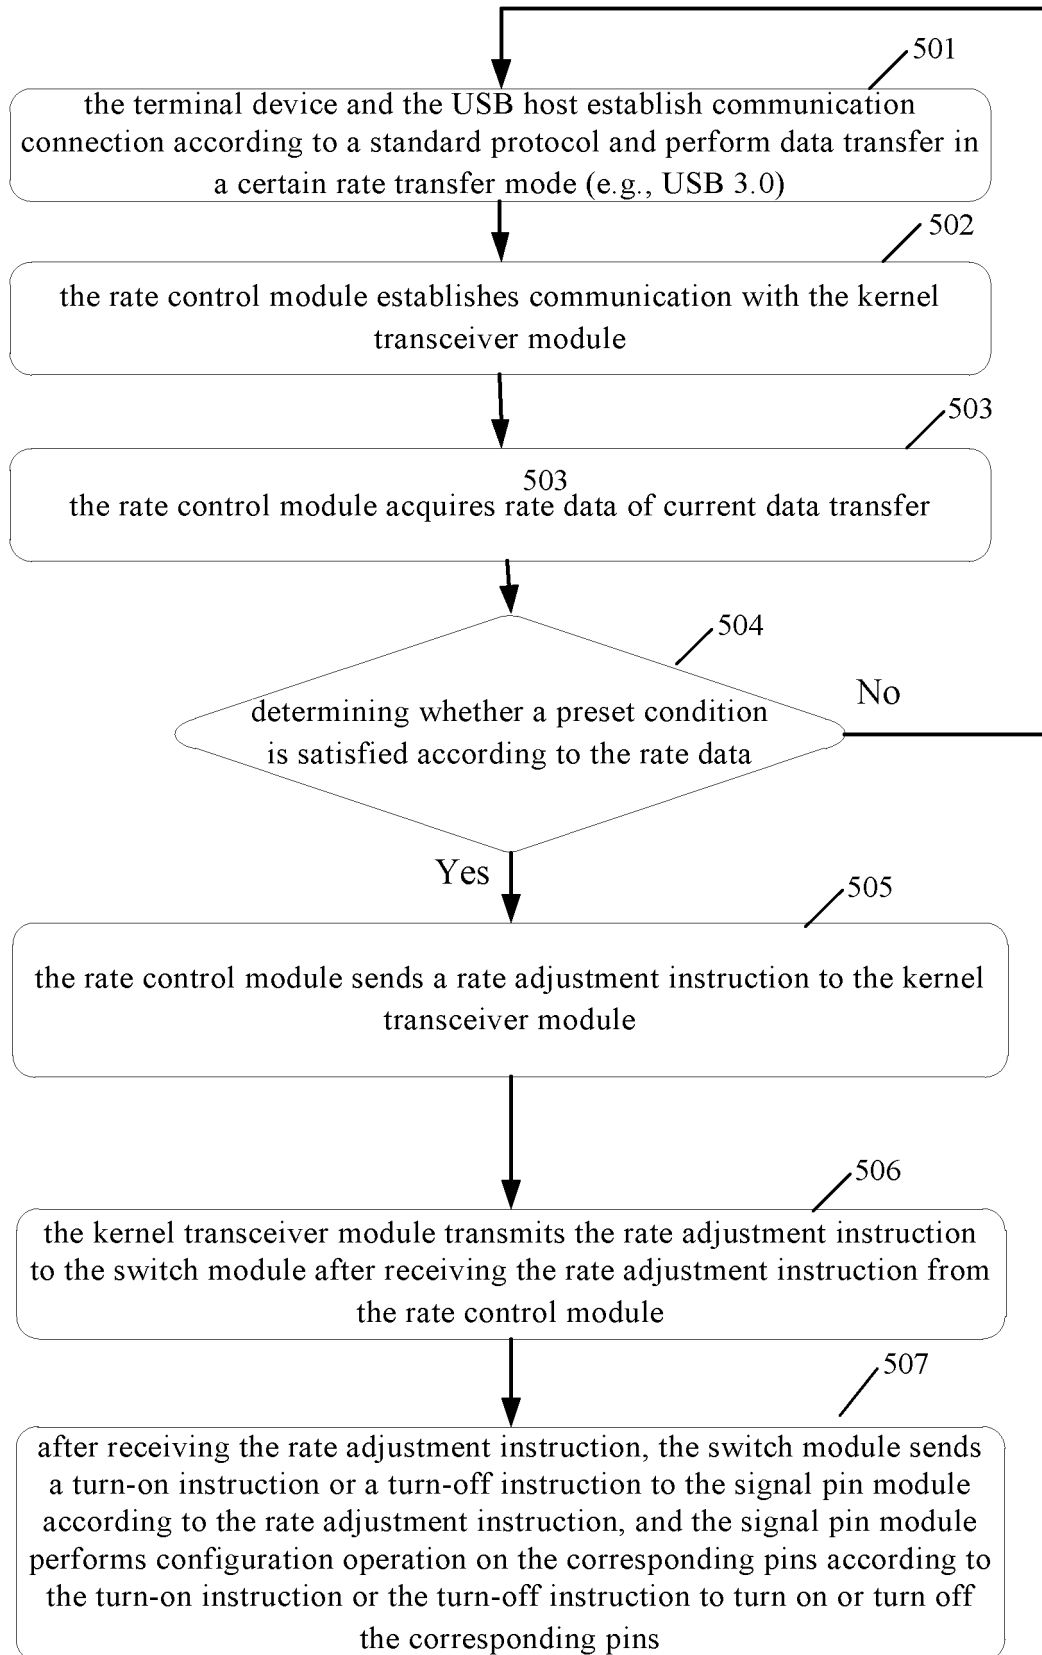 501
the terminal device and the USB host establish communication
connection according to a standard protocol and perform data transfer in
a certain rate transfer mode (e.g., USB 3.0)
502
the rate control module establishes communication with the kernel
transceiver module
503
503
the rate control module acquires rate data of current data transfer
504
No
determining whether a preset condition
is satisfied according to the rate data
Yes
505
the rate control module sends a rate adjustment instruction to the kernel
transceiver module
506
the kernel transceiver module transmits the rate adjustment instruction
to the switch module after receiving the rate adjustment instruction from
the rate control module
507
after receiving the rate adjustment instruction, the switch module sends
a turn-on instruction or a turn-off instruction to the signal pin module
according to the rate adjustment instruction, and the signal pin module
performs configuration operation on the corresponding pins according to
the turn-on instruction or the turn-off instruction to turn on or turn off
the corresponding pins